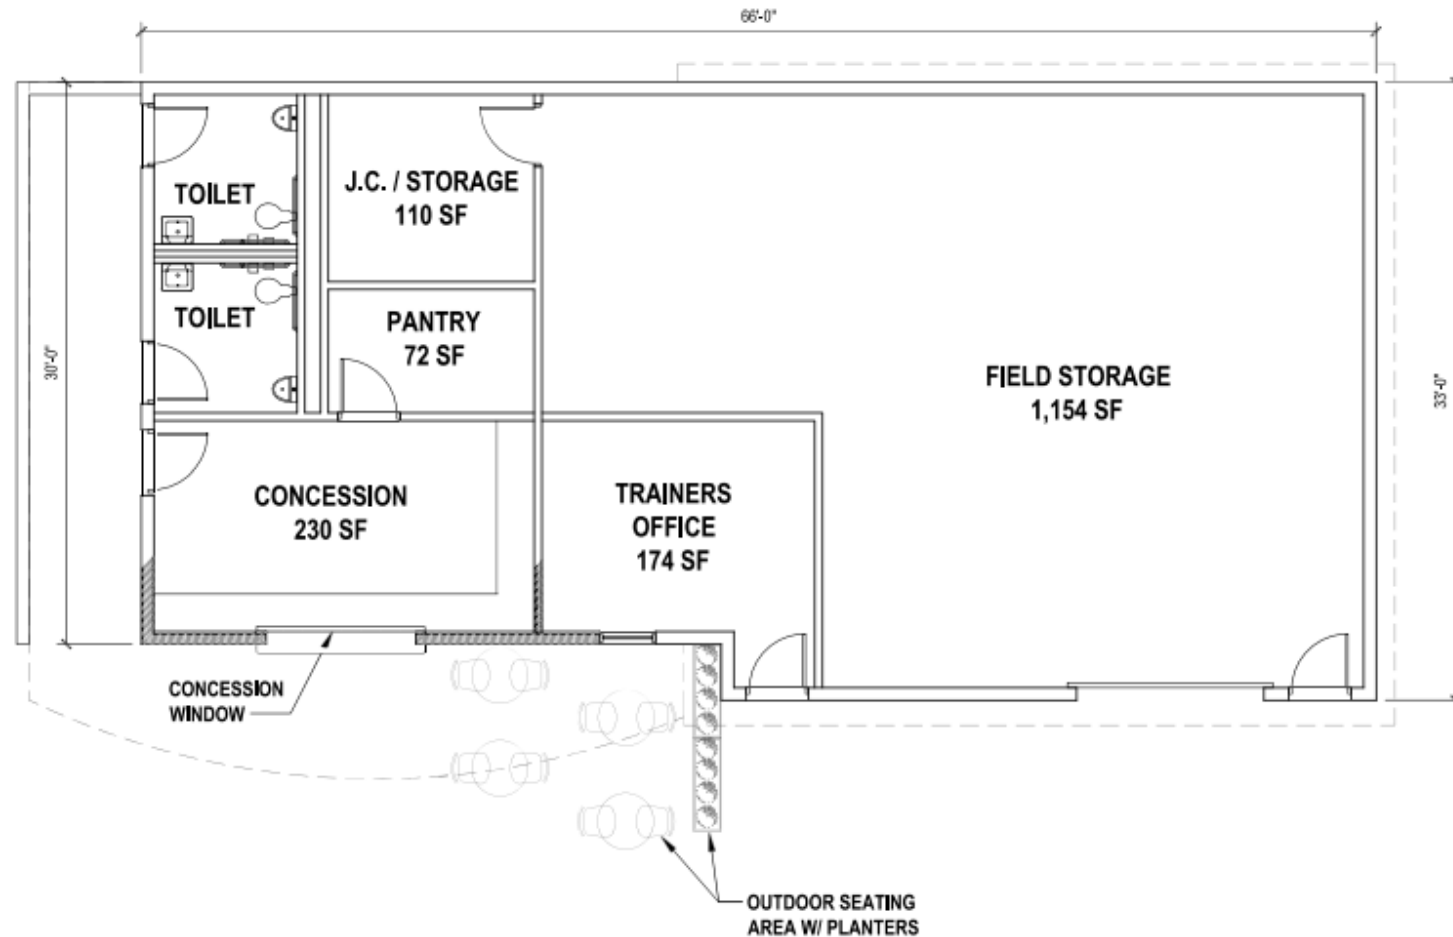 66'-0"
TOILET
J.C. / STORAGE
110 SF
TOILET
PANTRY
72 SF
30'-0"
FIELD STORAGE
1,154 SF
33'-0"
CONCESSION
230 SF
TRAINERS
OFFICE
174 SF
CONCESSION
WINDOW
OUTDOOR SEATING
AREA W/ PLANTERS